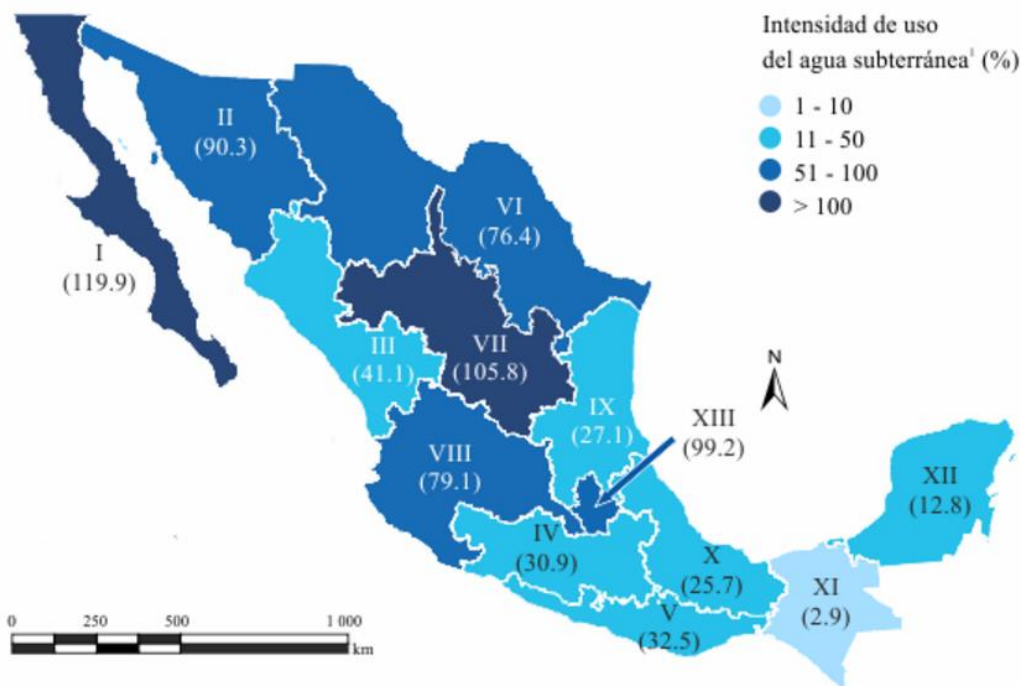 Intensidad de uso
del agua subterránea¹ (%)
1 - 10
11 - 50
51 - 100
> 100
II
(90.3)
VI
(76.4)
I
(119.9)
III
(41.1)
VII
(105.8)
N
IX
(27.1)
XIII
(99.2)
VIII
(79.1)
XII
(12.8)
IV
(30.9)
X
(25.7)
XI
(2.9)
V
(32.5)
0 250 500 1 000
km